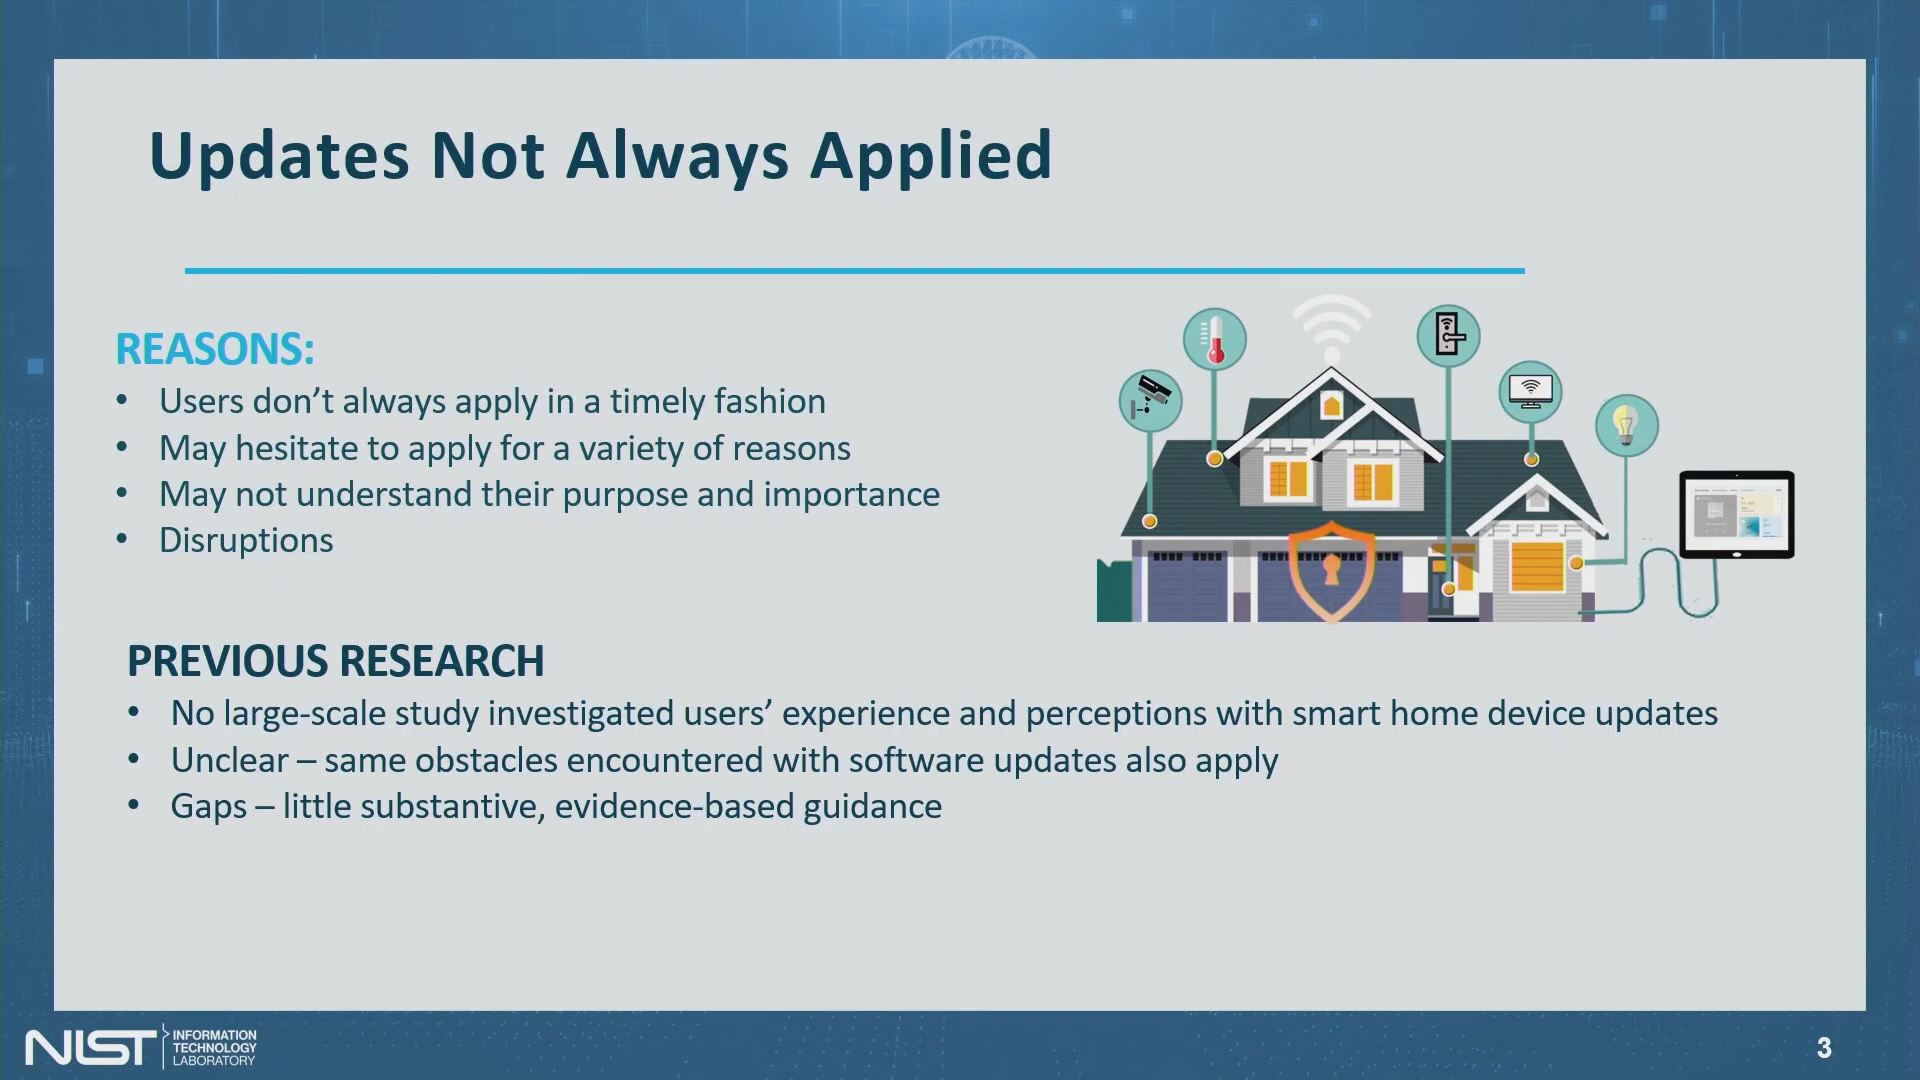 Updates Not Always Applied
REASONS:
• Users don’t always apply in a timely fashion
• May hesitate to apply for a variety of reasons
• May not understand their purpose and importance
• Disruptions
PREVIOUS RESEARCH
• No large-scale study investigated users’ experience and perceptions with smart home device updates
• Unclear – same obstacles encountered with software updates also apply
• Gaps – little substantive, evidence-based guidance
NIST
INFORMATION
TECHNOLOGY
LABORATORY
3